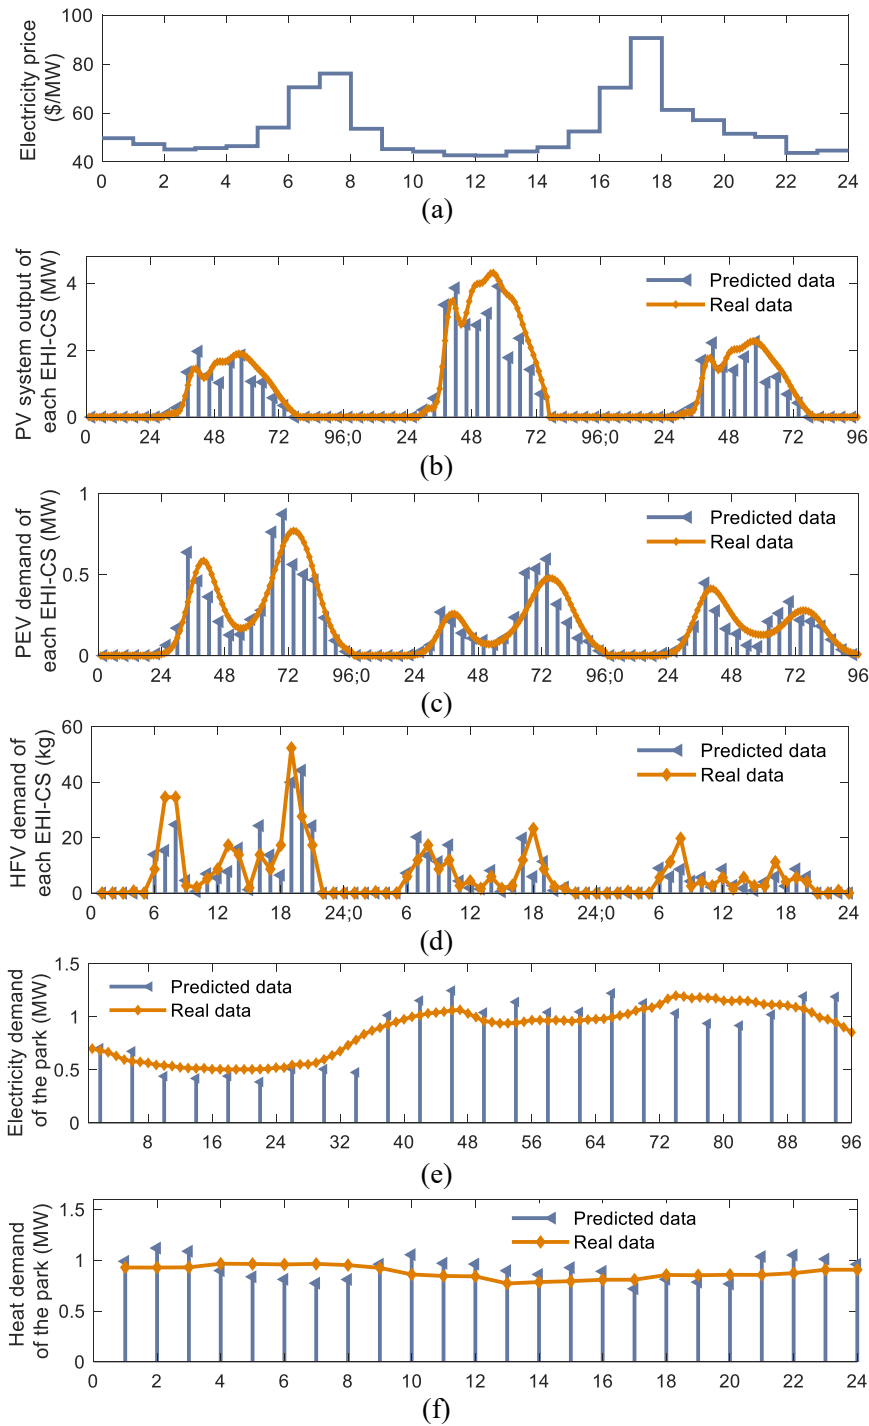 Electricity price
($/MW)
100
80
60
40
0 2 4 6 8 10 12 14 16 18 20 22 24
(a)
PV system output of
each EHI-CS (MW)
4
2
0
Predicted data
Real data
0 24 48 72 96;0 24 48 72 96;0 24 48 72 96
(b)
PEV demand of
each EHI-CS (MW)
1
0.5
0
Predicted data
Real data
0 24 48 72 96;0 24 48 72 96;0 24 48 72 96
(c)
HFV demand of
each EHI-CS (kg)
60
40
20
0
Predicted data
Real data
0 6 12 18 24;0 6 12 18 24;0 6 12 18 24
(d)
Electricity demand
of the park (MW)
1.5
1
0.5
0
Predicted data
Real data
8 16 24 32 40 48 56 64 72 80 88 96
(e)
Heat demand
of the park (MW)
1.5
1
0.5
0
Predicted data
Real data
0 2 4 6 8 10 12 14 16 18 20 22 24
(f)